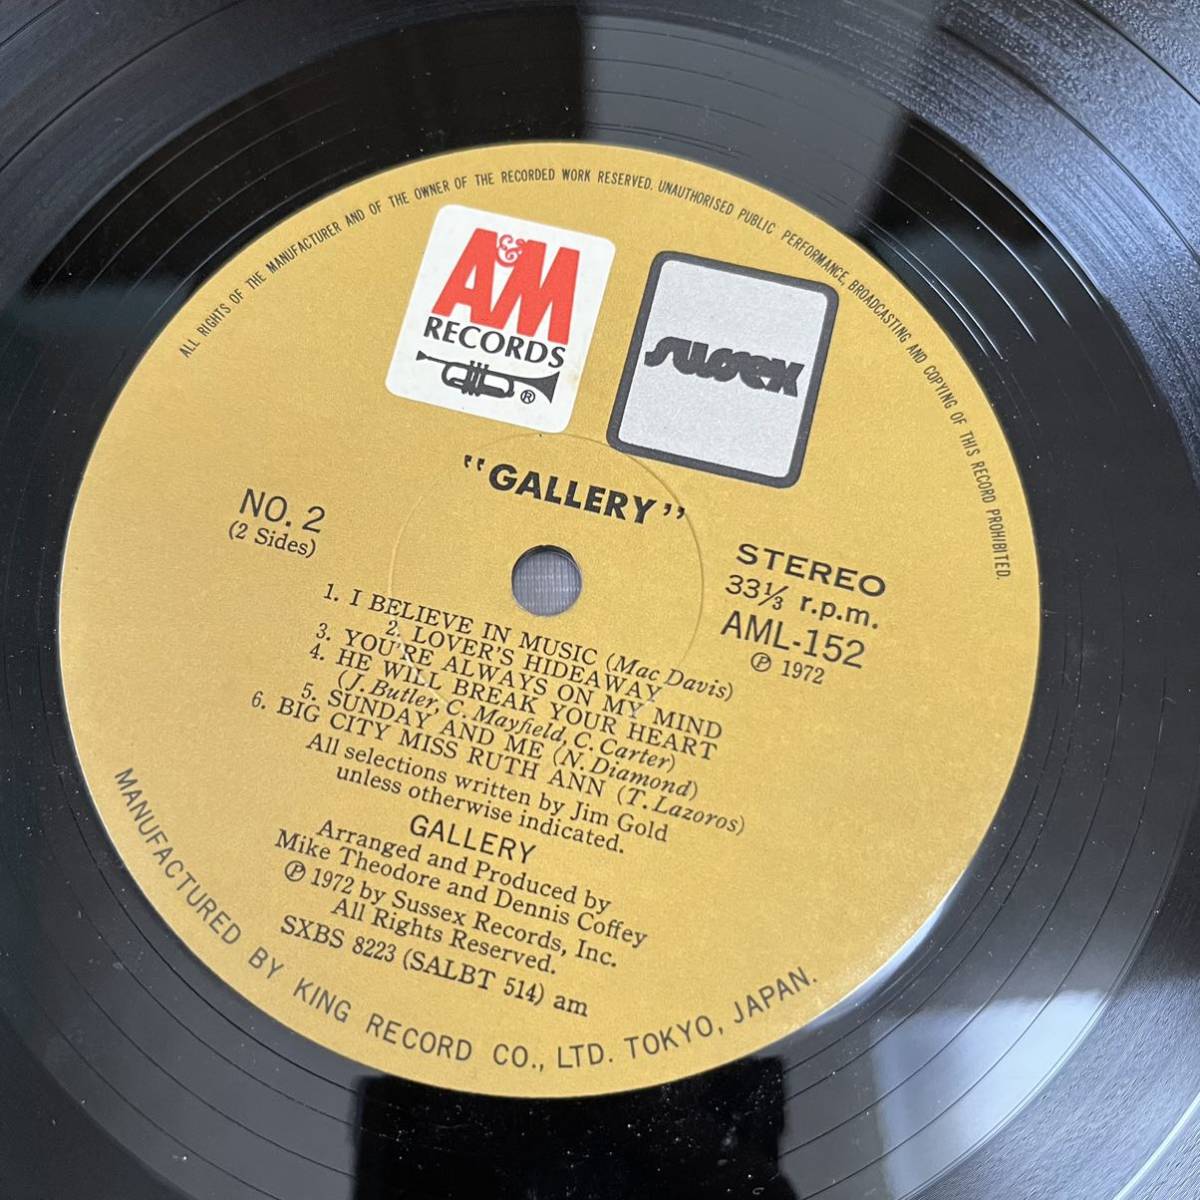 ALL RIGHTS OF THE MANUFACTURER AND OF THE OWNER OF THE RECORDED WORK RESERVED. UNAUTHORISED PUBLIC PERFORMANCE, BROADCASTING AND COPYING OF THIS RECORD PROHIBITED.
A&M
RECORDS
®
sussex
"GALLERY"
NO. 2
(2 Sides)
STEREO
33⅓ r.p.m.
AML-152
℗ 1972
1. I BELIEVE IN MUSIC (Mac Davis)
2. LOVER'S HIDEAWAY
3. YOU'RE ALWAYS ON MY MIND
4. HE WILL BREAK YOUR HEART
(J. Butler, C. Mayfield, C. Carter)
5. SUNDAY AND ME (N. Diamond)
6. BIG CITY MISS RUTH ANN (T. Lazoros)
All selections written by Jim Gold
unless otherwise indicated.
GALLERY
Arranged and Produced by
Mike Theodore and Dennis Coffey
℗ 1972 by Sussex Records, Inc.
All Rights Reserved.
SXBS 8223 (SALBT 514) am
MANUFACTURED BY KING RECORD CO., LTD. TOKYO, JAPAN.